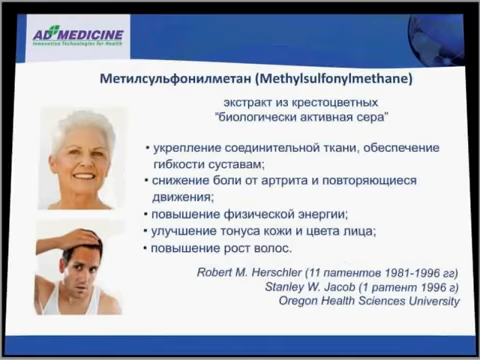 AD MEDICINE
Innovative Technologies for Health
Метилсульфонилметан (Methylsulfonylmethane)
экстракт из крестоцветных
"биологически активная сера"
• укрепление соединительной ткани, обеспечение
гибкости суставам;
• снижение боли от артрита и повторяющиеся
движения;
• повышение физической энергии;
• улучшение тонуса кожи и цвета лица;
• повышение рост волос.
Robert M. Herschler (11 патентов 1981-1996 гг)
Stanley W. Jacob (1 патент 1996 г)
Oregon Health Sciences University